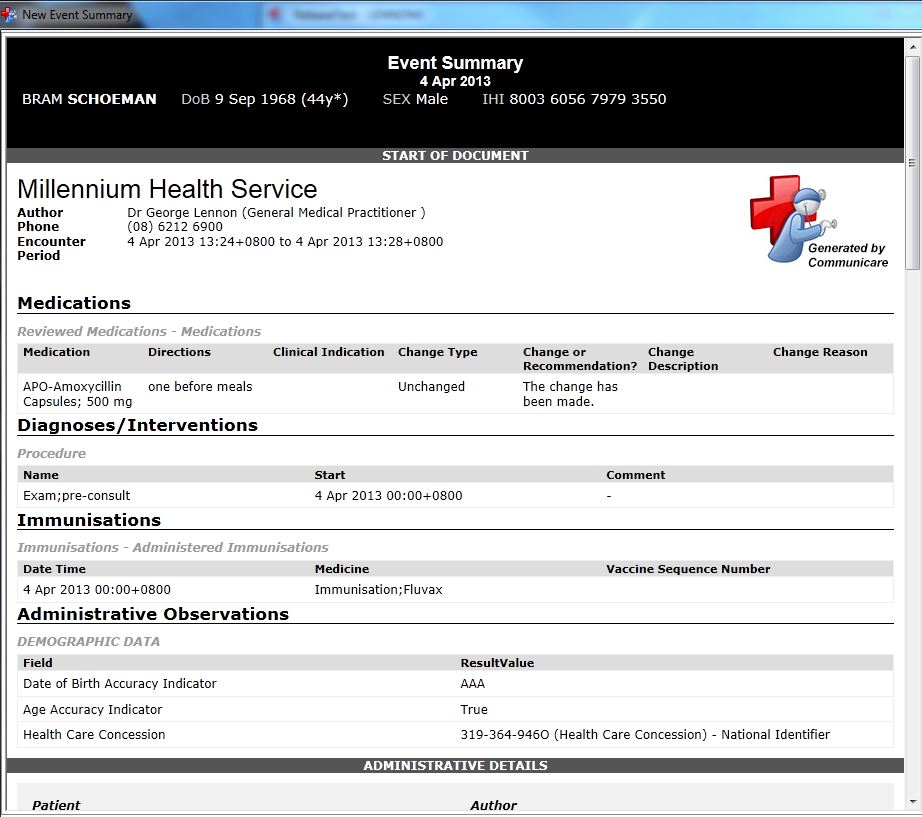 New Event Summary
Event Summary
4 Apr 2013
BRAM SCHOEMAN DoB 9 Sep 1968 (44y*) SEX Male IHI 8003 6056 7979 3550
START OF DOCUMENT
Millennium Health Service
Author Dr George Lennon (General Medical Practitioner )
Phone (08) 6212 6900
Encounter 4 Apr 2013 13:24+0800 to 4 Apr 2013 13:28+0800
Period
Generated by
Communicare
Medications
Reviewed Medications - Medications
Medication Directions Clinical Indication Change Type Change or Change Change Reason
Recommendation? Description
APO-Amoxycillin one before meals Unchanged The change has
Capsules; 500 mg been made.
Diagnoses/Interventions
Procedure
Name Start Comment
Exam;pre-consult 4 Apr 2013 00:00+0800 -
Immunisations
Immunisations - Administered Immunisations
Date Time Medicine Vaccine Sequence Number
4 Apr 2013 00:00+0800 Immunisation;Fluvax
Administrative Observations
DEMOGRAPHIC DATA
Field ResultValue
Date of Birth Accuracy Indicator AAA
Age Accuracy Indicator True
Health Care Concession 319-364-946O (Health Care Concession) - National Identifier
ADMINISTRATIVE DETAILS
Patient Author